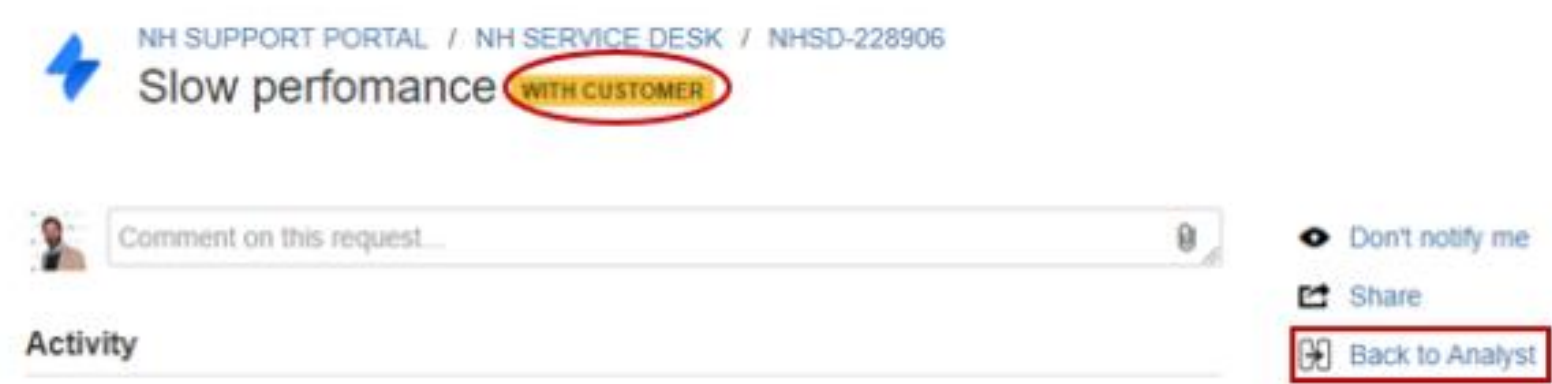 NH SUPPORT PORTAL / NH SERVICE DESK / NHSD-228906
Slow perfomance WITH CUSTOMER
Comment on this request...
Don't notify me
Share
Activity
Back to Analyst